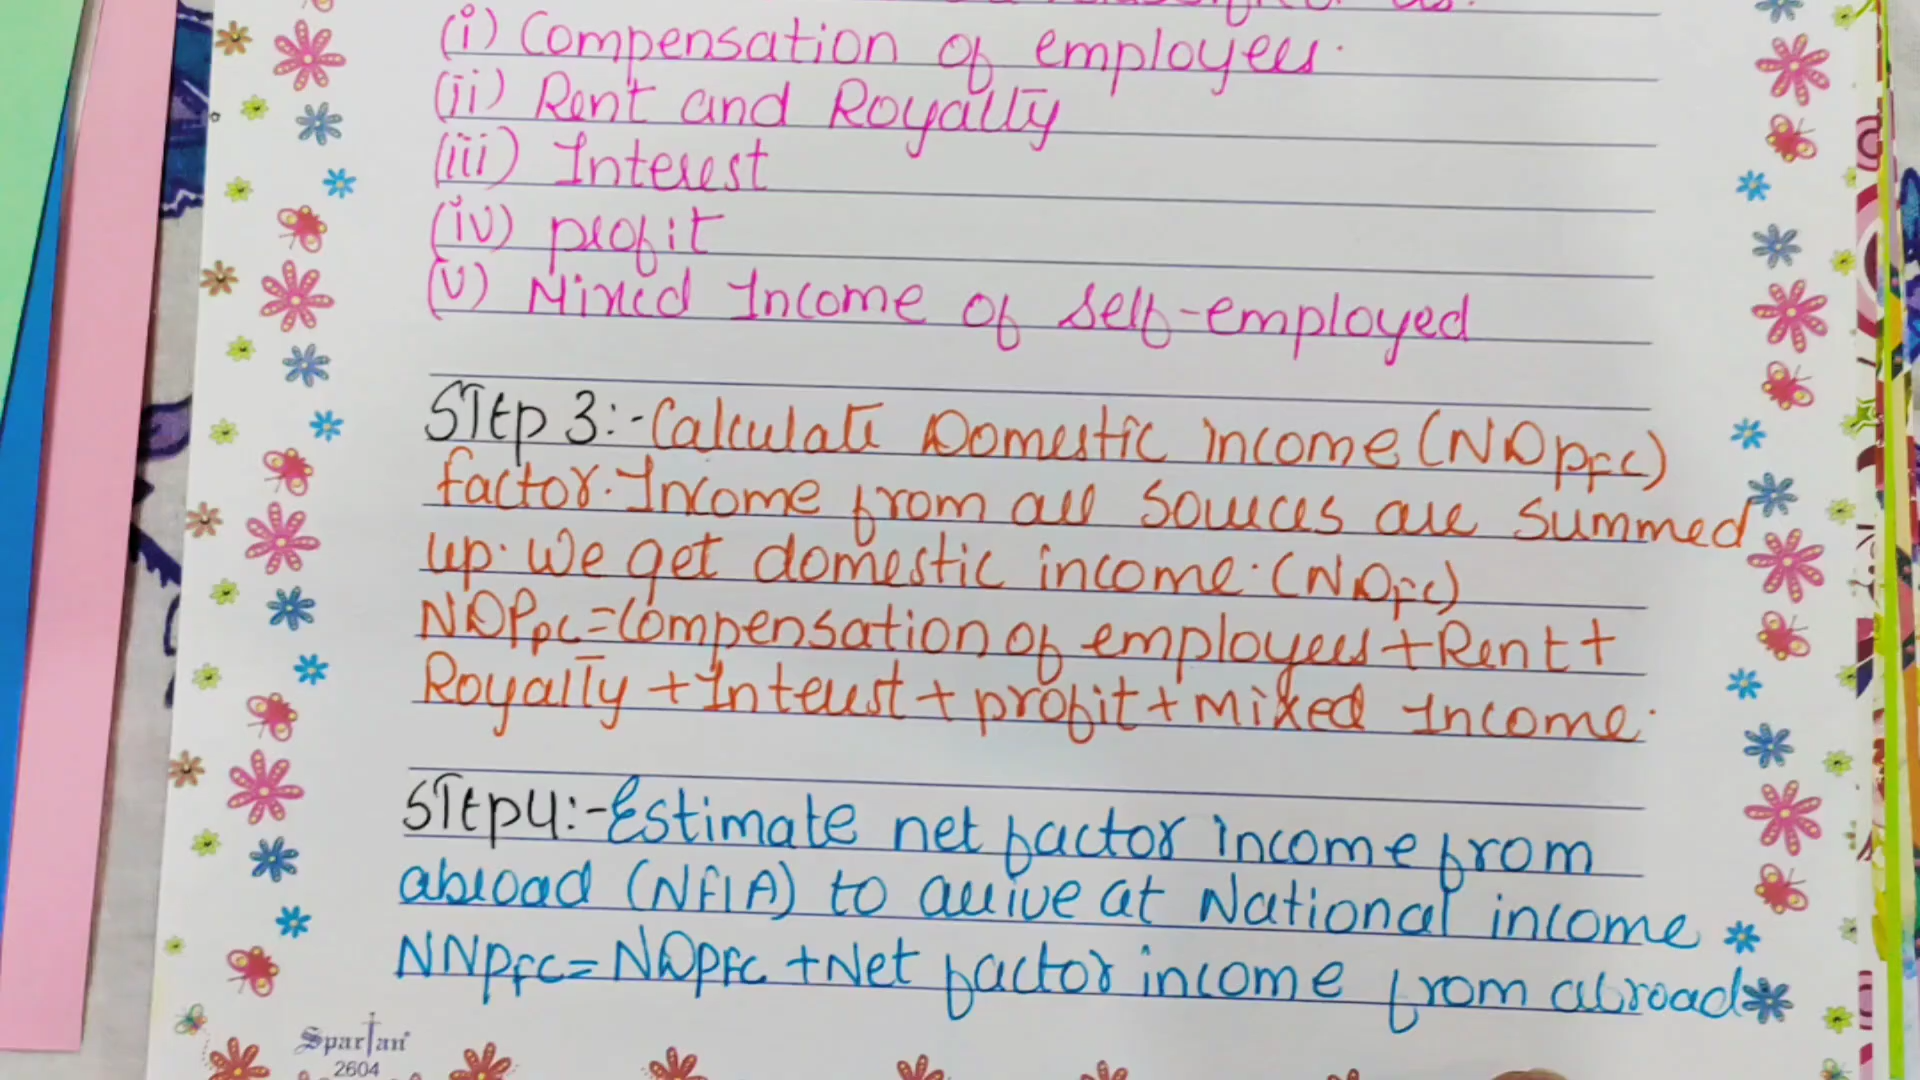 classified as:
(i) Compensation of employees.
(ii) Rent and Royalty
(iii) Interest
(iv) profit
(v) Mixed Income of self-employed
Step 3:- Calculate Domestic income (NDPFC)
factor. Income from all sources are summed
up. We get domestic income. (NDFC)
NDPFC = Compensation of employees + Rent +
Royalty + Interest + profit + mixed Income.
Step 4:- Estimate net factor income from
abroad (NFIA) to arrive at National income
NNPFC = NDPFC + Net factor income from abroad
Spartan
2604